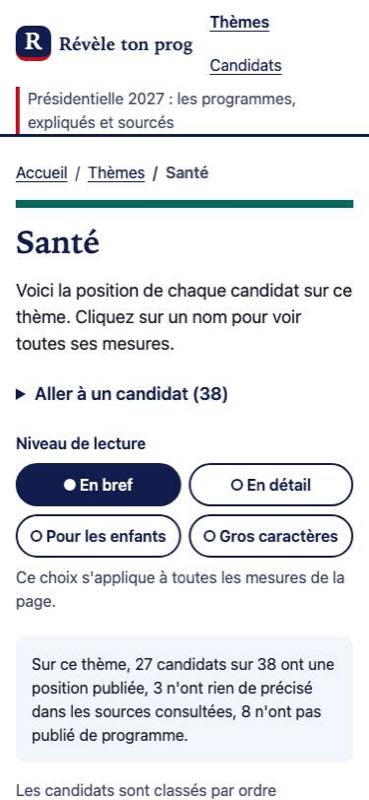 R Révèle ton prog
Thèmes
Candidats
Présidentielle 2027 : les programmes,
expliqués et sourcés
Accueil / Thèmes / Santé
Santé
Voici la position de chaque candidat sur ce
thème. Cliquez sur un nom pour voir
toutes ses mesures.
Aller à un candidat (38)
Niveau de lecture
En bref
En détail
Pour les enfants
Gros caractères
Ce choix s'applique à toutes les mesures de la
page.
Sur ce thème, 27 candidats sur 38 ont une
position publiée, 3 n'ont rien de précisé
dans les sources consultées, 8 n'ont pas
publié de programme.
Les candidats sont classés par ordre